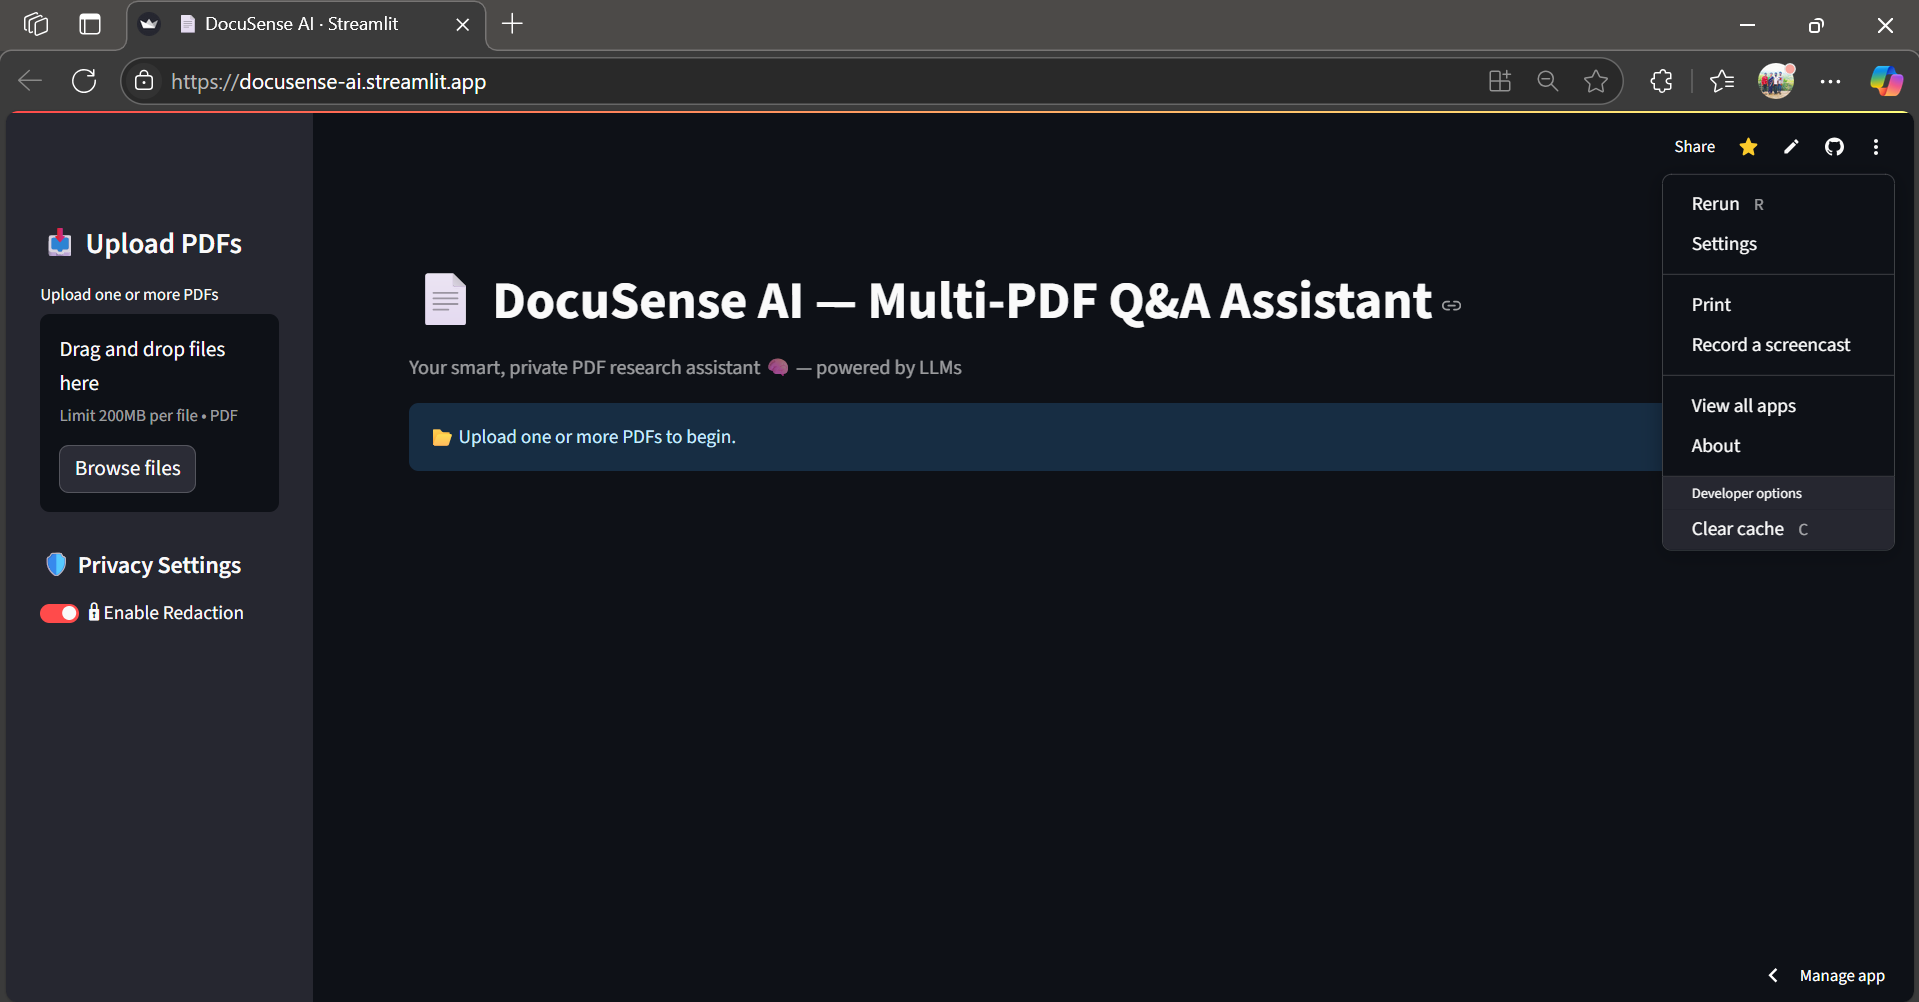 DocuSense AI · Streamlit
https://docusense-ai.streamlit.app
Share
Upload PDFs
Upload one or more PDFs
Drag and drop files
here
Limit 200MB per file • PDF
Browse files
Privacy Settings
Enable Redaction
DocuSense AI — Multi-PDF Q&A Assistant
Your smart, private PDF research assistant 🧠 — powered by LLMs
Upload one or more PDFs to begin.
Rerun R
Settings
Print
Record a screencast
View all apps
About
Developer options
Clear cache C
Manage app